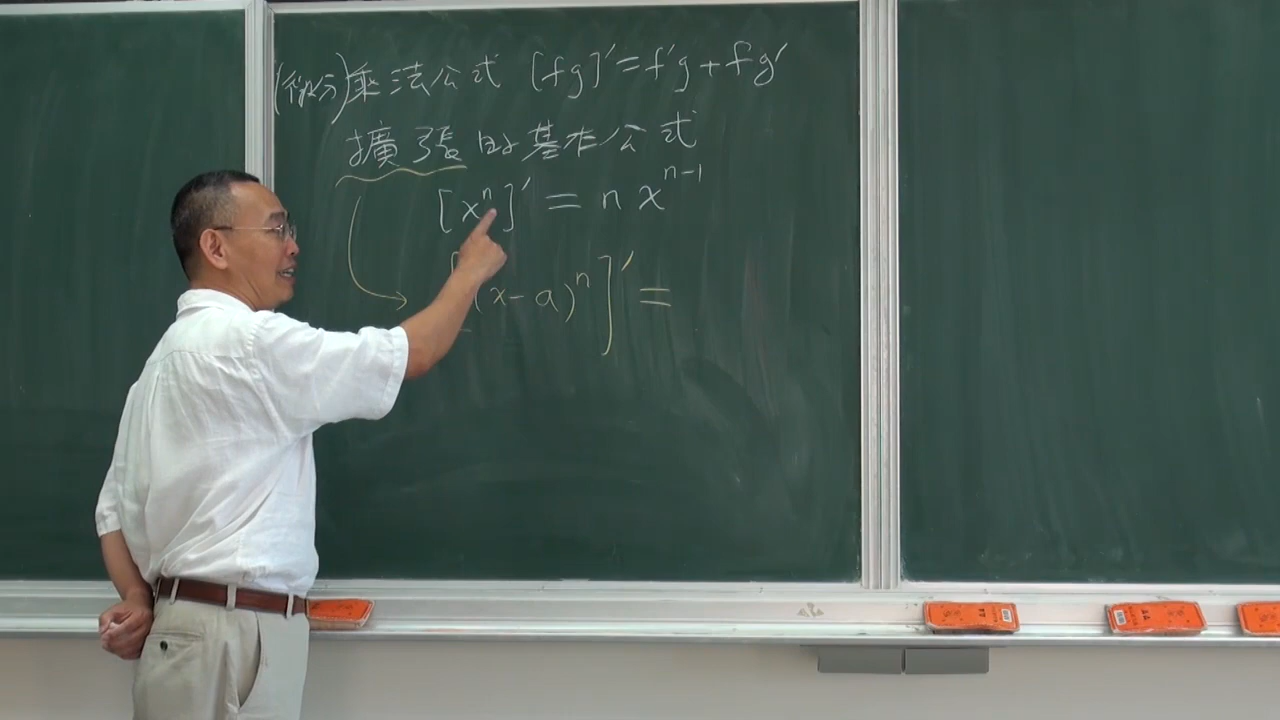 (微分)乘法公式 [fg]′=f′g+fg′
擴張的基本公式
[xⁿ]′ = n xⁿ⁻¹
[(x-a)ⁿ]′ =